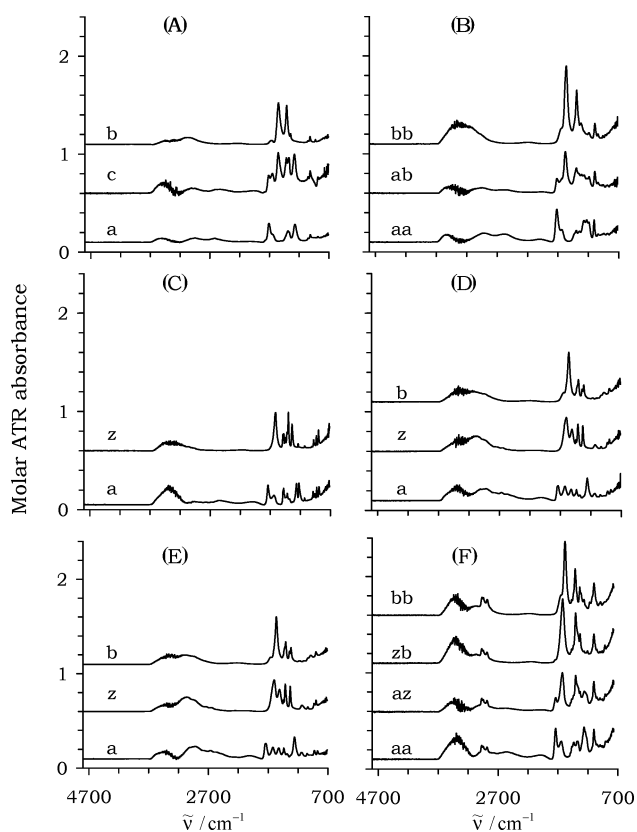 (A)
(B)
2
b
bb
1
c
ab
a
aa
0
(C)
(D)
2
b
1
z
z
a
a
0
Molar ATR absorbance
(E)
(F)
2
bb
b
zb
1
z
az
a
aa
0
4700 2700 700
4700 2700 700
ṽ / cm⁻¹
ṽ / cm⁻¹